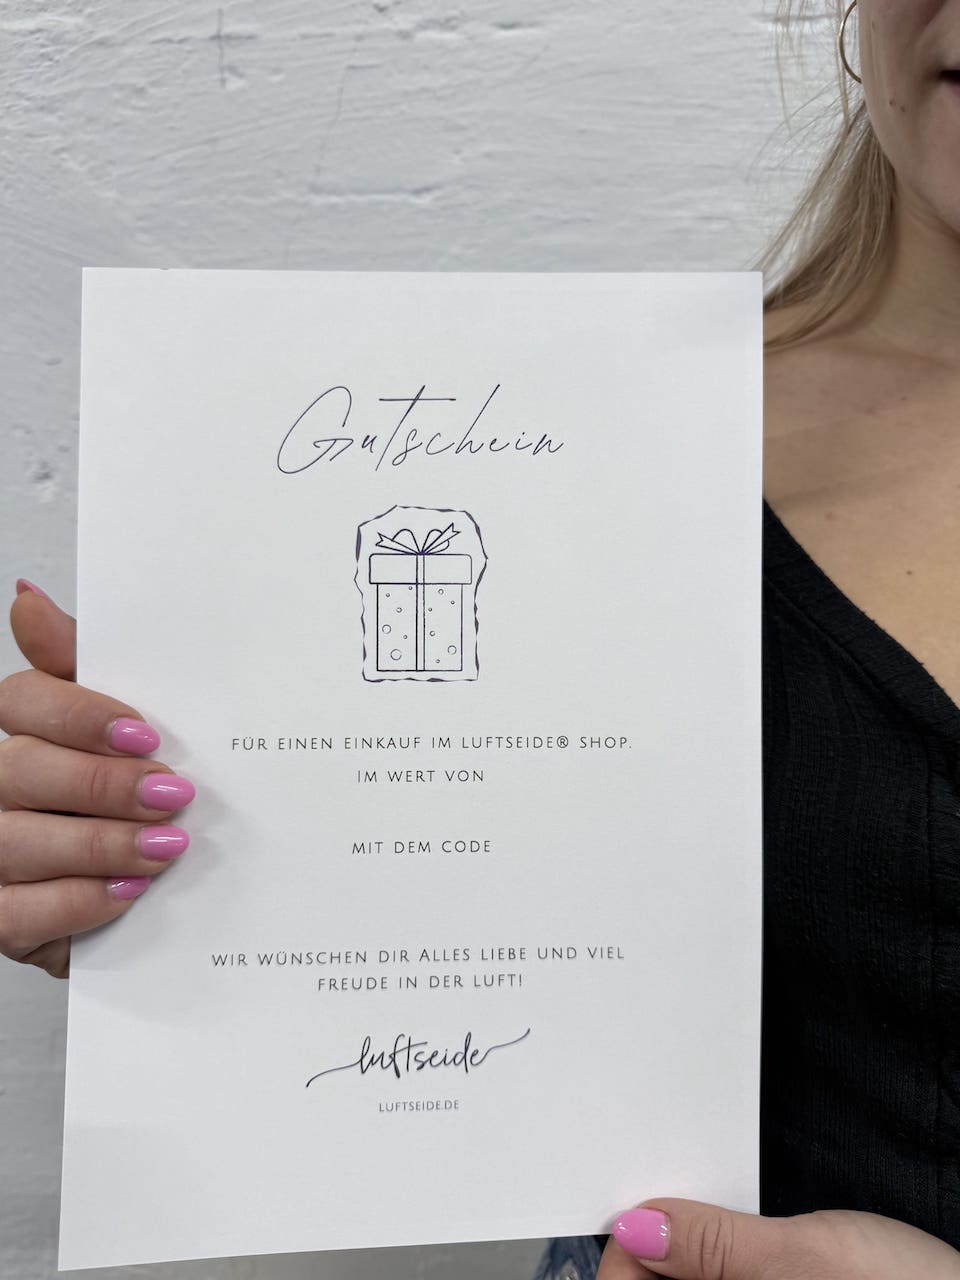 Gutschein
FÜR EINEN EINKAUF IM LUFTSEIDE® SHOP.
IM WERT VON
MIT DEM CODE
WIR WÜNSCHEN DIR ALLES LIEBE UND VIEL
FREUDE IN DER LUFT!
luftseide
LUFTSEIDE.DE